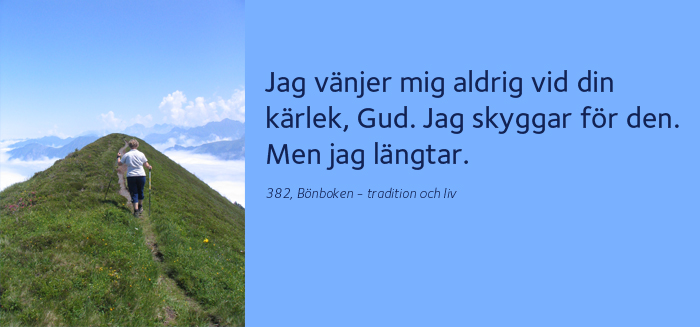 Jag vänjer mig aldrig vid din
kärlek, Gud. Jag skyggar för den.
Men jag längtar.
382, Bönboken - tradition och liv